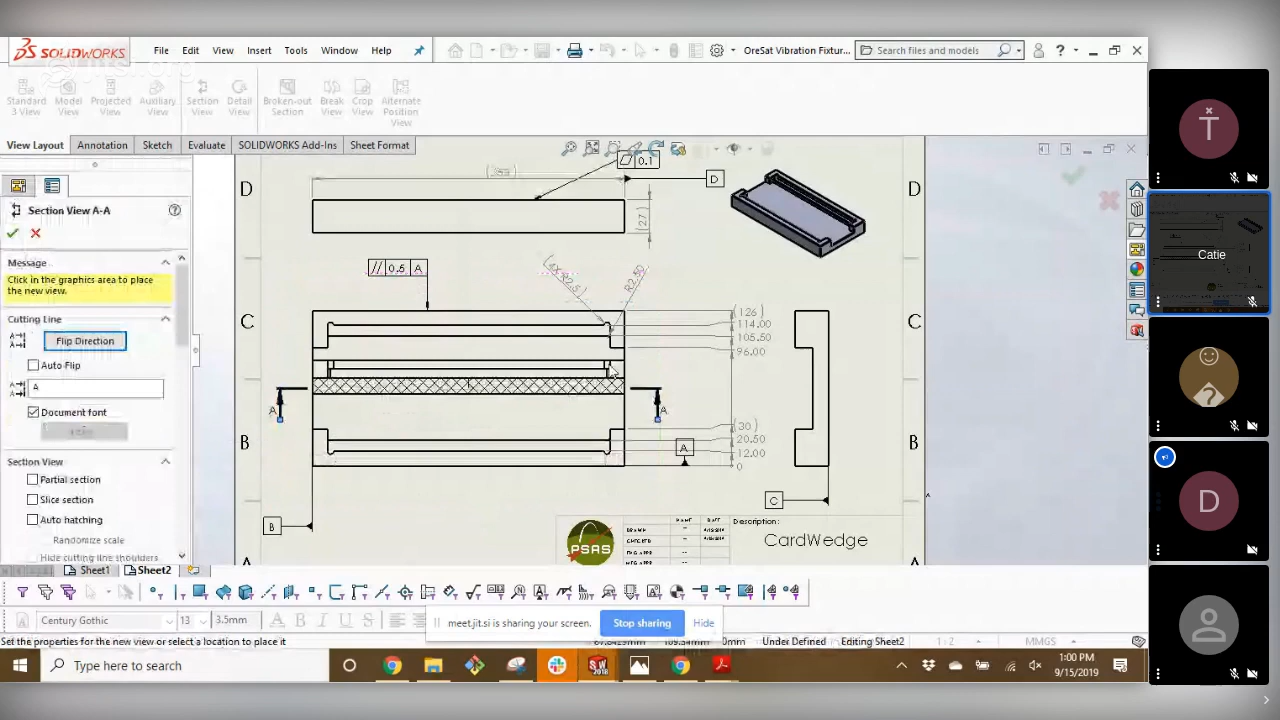 SOLIDWORKS File Edit View Insert Tools Window Help OreSat Vibration Fixtur... Search files and models
Standard 3 View Model View Projected View Auxiliary View Section View Detail View Broken-out Section Break View Crop View Alternate Position View
View Layout Annotation Sketch Evaluate SOLIDWORKS Add-Ins Sheet Format
Section View A-A
Message
Click in the graphics area to place
the new view.
Cutting Line
Flip Direction
Auto Flip
A
Document font
Section View
Partial section
Slice section
Auto hatching
Randomize scale
Hide cutting line shoulders
Sheet1 Sheet2
D
0.1
D
(27)
D
// 0.5 A
R2.50
C
(126)
114.00
105.50
96.00
C
A
A
B
(30)
20.50
12.00
0
A
B
B
C
PSAS
NAME DATE
Description:
CardWedge
A
Century Gothic 13 3.5mm B I U S
meet.jit.si is sharing your screen. Stop sharing Hide
Set the properties for the new view or select a location to place it
Under Defined Editing Sheet2 1 : 2 MMGS
Type here to search
1:00 PM
9/15/2019
Ť
Catie
D